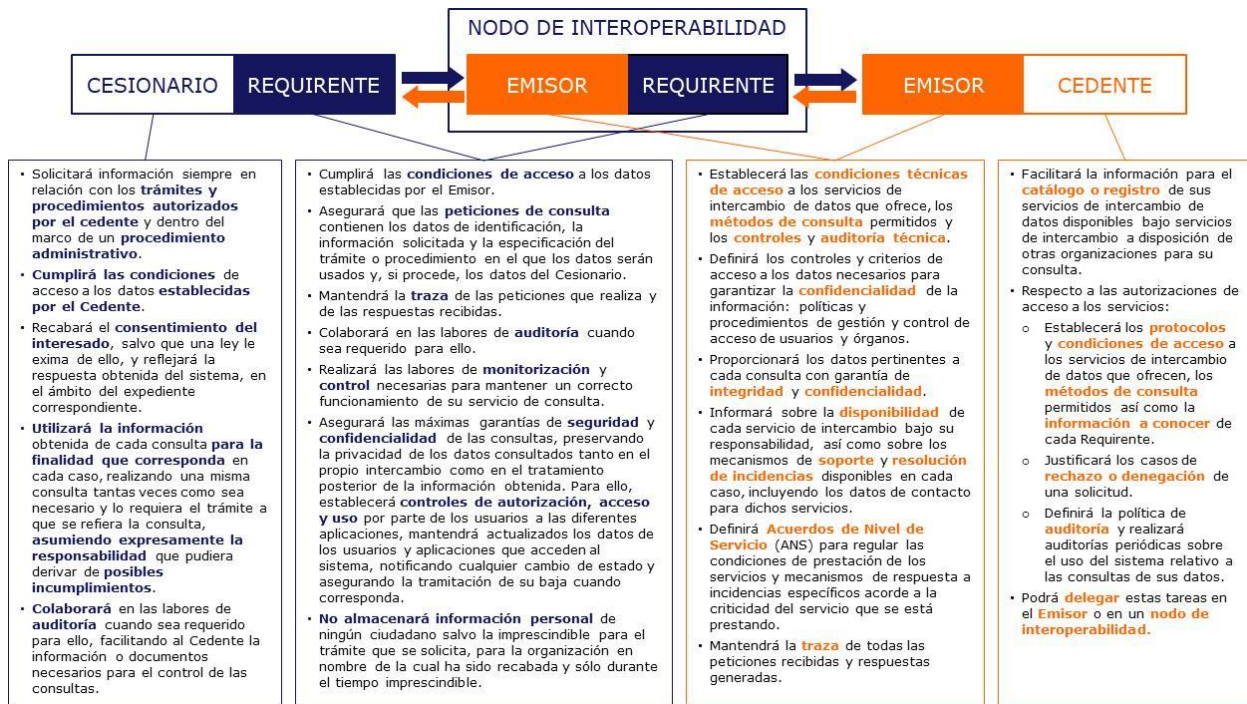 NODO DE INTEROPERABILIDAD
CESIONARIO
REQUIRENTE
EMISOR
REQUIRENTE
EMISOR
CEDENTE
• Solicitará información siempre en
relación con los trámites y
procedimientos autorizados
por el cedente y dentro del
marco de un procedimiento
administrativo.
• Cumplirá las condiciones de
acceso a los datos establecidas
por el Cedente.
• Recabará el consentimiento del
interesado, salvo que una ley le
exima de ello, y reflejará la
respuesta obtenida del sistema, en
el ámbito del expediente
correspondiente.
• Utilizará la información
obtenida de cada consulta para la
finalidad que corresponda en
cada caso, realizando una misma
consulta tantas veces como sea
necesario y lo requiera el trámite a
que se refiera la consulta,
asumiendo expresamente la
responsabilidad que pudiera
derivar de posibles
incumplimientos.
• Colaborará en las labores de
auditoría cuando sea requerido
para ello, facilitando al Cedente la
información o documentos
necesarios para el control de las
consultas.
• Cumplirá las condiciones de acceso a los datos
establecidas por el Emisor.
• Asegurará que las peticiones de consulta
contienen los datos de identificación, la
información solicitada y la especificación del
trámite o procedimiento en el que los datos serán
usados y, si procede, los datos del Cesionario.
• Mantendrá la traza de las peticiones que realiza y
de las respuestas recibidas.
• Colaborará en las labores de auditoría cuando
sea requerido para ello.
• Realizará las labores de monitorización y
control necesarias para mantener un correcto
funcionamiento de su servicio de consulta.
• Asegurará las máximas garantías de seguridad y
confidencialidad de las consultas, preservando
la privacidad de los datos consultados tanto en el
propio intercambio como en el tratamiento
posterior de la información obtenida. Para ello,
establecerá controles de autorización, acceso
y uso por parte de los usuarios a las diferentes
aplicaciones, mantendrá actualizados los datos de
los usuarios y aplicaciones que acceden al
sistema, notificando cualquier cambio de estado y
asegurando la tramitación de su baja cuando
corresponda.
• No almacenará información personal de
ningún ciudadano salvo la imprescindible para el
trámite que se solicita, para la organización en
nombre de la cual ha sido recabada y sólo durante
el tiempo imprescindible.
• Establecerá las condiciones técnicas
de acceso a los servicios de
intercambio de datos que ofrece, los
métodos de consulta permitidos y
los controles y auditoría técnica.
• Definirá los controles y criterios de
acceso a los datos necesarios para
garantizar la confidencialidad de la
información: políticas y
procedimientos de gestión y control de
acceso de usuarios y órganos.
• Proporcionará los datos pertinentes a
cada consulta con garantía de
integridad y confidencialidad.
• Informará sobre la disponibilidad de
cada servicio de intercambio bajo su
responsabilidad, así como sobre los
mecanismos de soporte y resolución
de incidencias disponibles en cada
caso, incluyendo los datos de contacto
para dichos servicios.
• Definirá Acuerdos de Nivel de
Servicio (ANS) para regular las
condiciones de prestación de los
servicios y mecanismos de respuesta a
incidencias específicos acorde a la
criticidad del servicio que se está
prestando.
• Mantendrá la traza de todas las
peticiones recibidas y respuestas
generadas.
• Facilitará la información para el
catálogo o registro de sus
servicios de intercambio de
datos disponibles bajo servicios
de intercambio a disposición de
otras organizaciones para su
consulta.
• Respecto a las autorizaciones de
acceso a los servicios:
o Establecerá los protocolos
y condiciones de acceso a
los servicios de intercambio
de datos que ofrecen, los
métodos de consulta
permitidos así como la
información a conocer de
cada Requirente.
o Justificará los casos de
rechazo o denegación de
una solicitud.
o Definirá la política de
auditoría y realizará
auditorías periódicas sobre
el uso del sistema relativo a
las consultas de sus datos.
• Podrá delegar estas tareas en
el Emisor o en un nodo de
interoperabilidad.